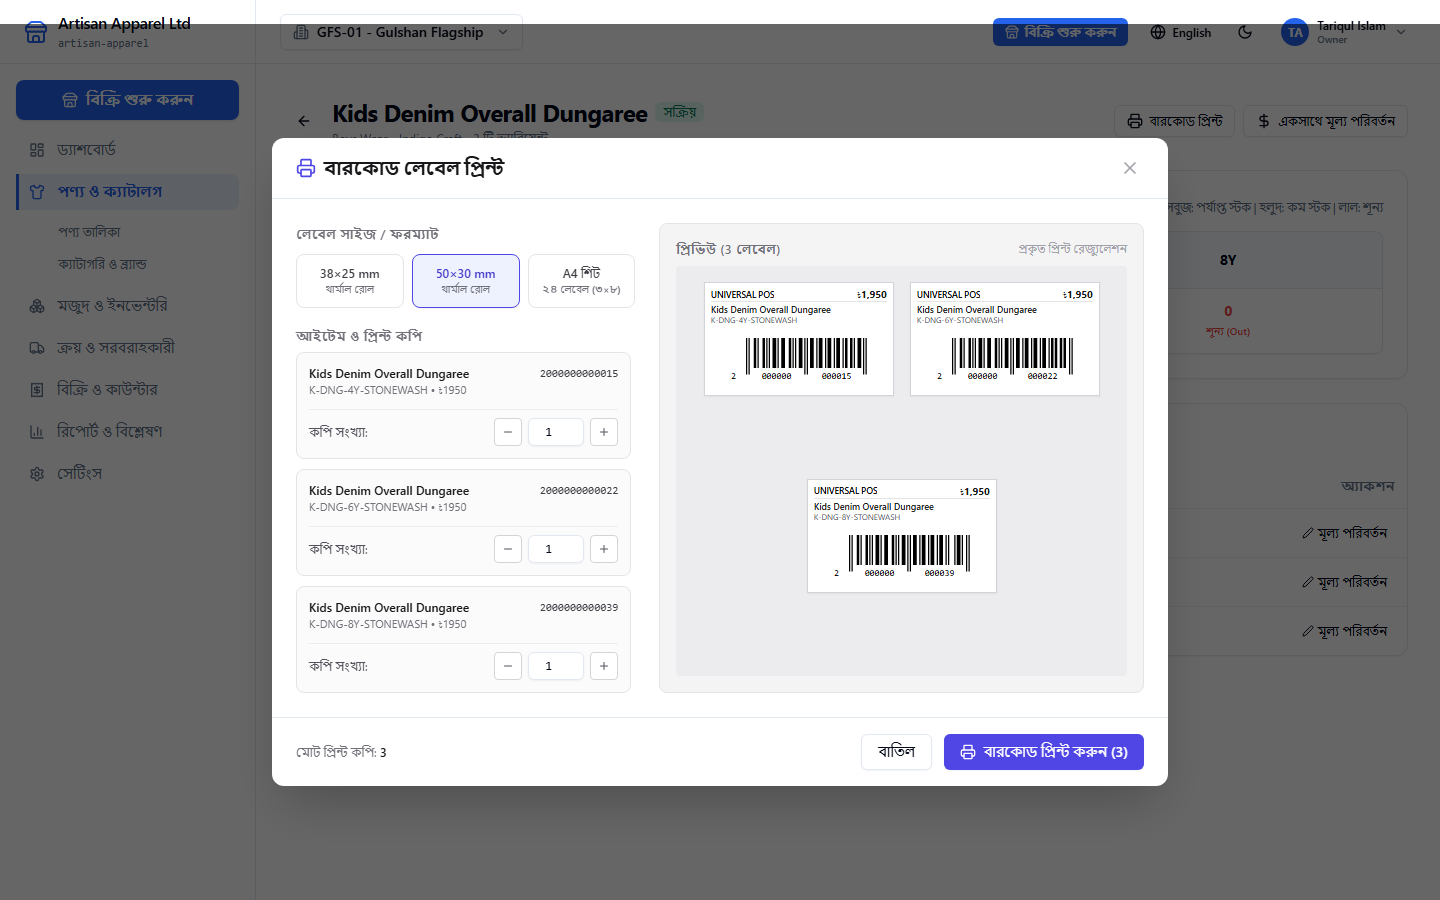 Artisan Apparel Ltd
artisan-apparel
GFS-01 - Gulshan Flagship
বিক্রি শুরু করুন
English
TA
Tariqul Islam
Owner
বিক্রি শুরু করুন
ড্যাশবোর্ড
পণ্য ও ক্যাটালগ
পণ্য তালিকা
ক্যাটাগরি ও ব্র্যান্ড
মজুদ ও ইনভেন্টরি
ক্রয় ও সরবরাহকারী
বিক্রি ও কাউন্টার
রিপোর্ট ও বিশ্লেষণ
সেটিংস
Kids Denim Overall Dungaree
সক্রিয়
বারকোড প্রিন্ট
একসাথে মূল্য পরিবর্তন
সবুজ: পর্যাপ্ত স্টক | হলুদ: কম স্টক | লাল: শূন্য
8Y
0
শূন্য (Out)
অ্যাকশন
মূল্য পরিবর্তন
মূল্য পরিবর্তন
মূল্য পরিবর্তন
বারকোড লেবেল প্রিন্ট
লেবেল সাইজ / ফরম্যাট
38×25 mm
থার্মাল রোল
50×30 mm
থার্মাল রোল
A4 শিট
২৪ লেবেল (৩×৮)
আইটেম ও প্রিন্ট কপি
Kids Denim Overall Dungaree
2000000000015
K-DNG-4Y-STONEWASH • ৳1950
কপি সংখ্যা:
1
Kids Denim Overall Dungaree
2000000000022
K-DNG-6Y-STONEWASH • ৳1950
কপি সংখ্যা:
1
Kids Denim Overall Dungaree
2000000000039
K-DNG-8Y-STONEWASH • ৳1950
কপি সংখ্যা:
1
প্রিভিউ (3 লেবেল)
প্রকৃত প্রিন্ট রেজ্যুলেশন
UNIVERSAL POS
৳1,950
Kids Denim Overall Dungaree
K-DNG-4Y-STONEWASH
2 000000 000015
UNIVERSAL POS
৳1,950
Kids Denim Overall Dungaree
K-DNG-6Y-STONEWASH
2 000000 000022
UNIVERSAL POS
৳1,950
Kids Denim Overall Dungaree
K-DNG-8Y-STONEWASH
2 000000 000039
মোট প্রিন্ট কপি: 3
বাতিল
বারকোড প্রিন্ট করুন (3)